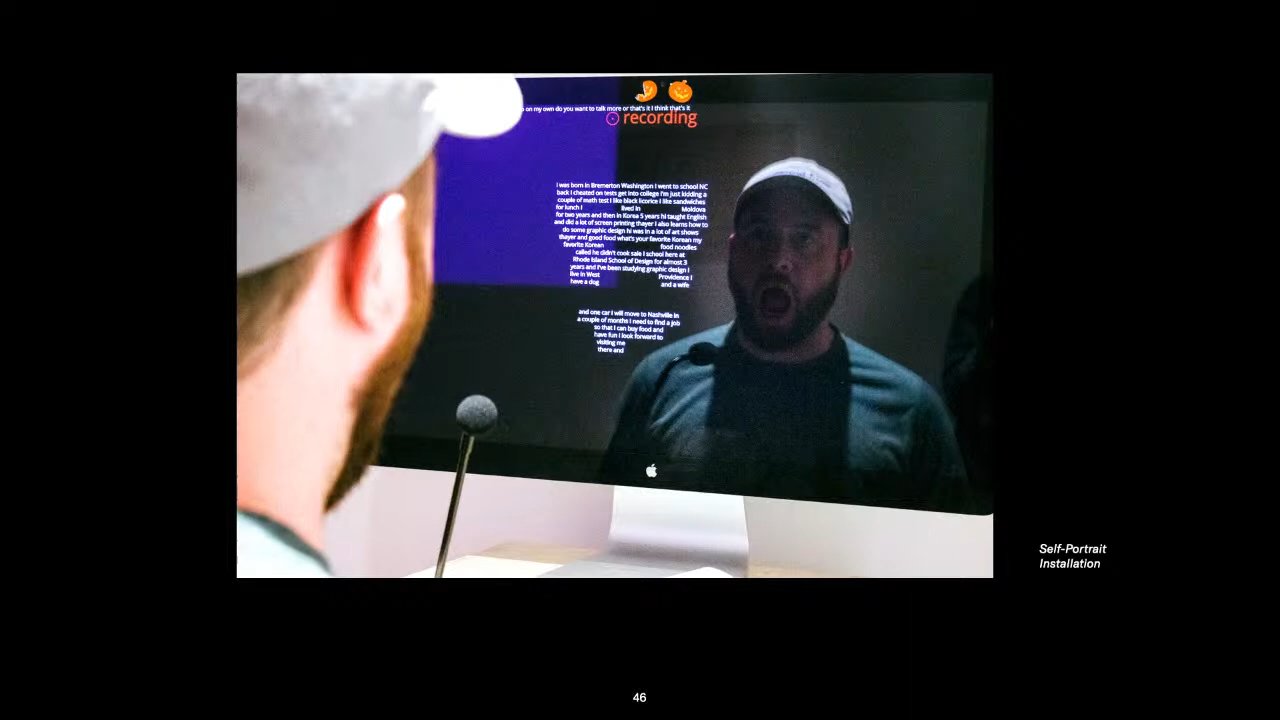 o on my own do you want to talk more or that's it I think that's it
recording
I was born in Bremerton Washington I went to school NC
back I cheated on tests get into college I'm just kidding a
couple of math test I like black licorice I like sandwiches
for lunch I lived in Moldova
for two years and then in Korea 5 years hi taught English
and did a lot of screen printing thayer I also learns how to
do some graphic design hi was in a lot of art shows
thayer and good food what's your favorite Korean my
favorite Korean food noodles
called he didn't cook sale I school here at
Rhode Island School of Design for almost 3
years and I've been studying graphic design I
live in West Providence I
have a dog and a wife
and one car I will move to Nashville in
a couple of months I need to find a job
so that I can buy food and
have fun I look forward to
visiting me
there and
Self-Portrait
Installation
46